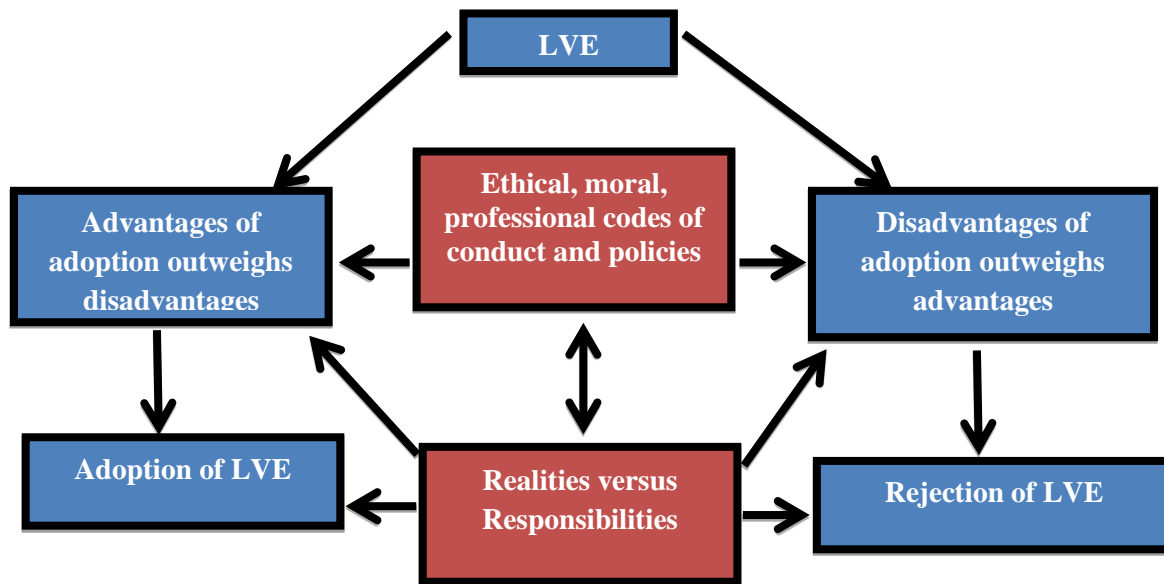 LVE
Ethical, moral,
professional codes of
conduct and policies
Advantages of
adoption outweighs
disadvantages
Disadvantages of
adoption outweighs
advantages
Adoption of LVE
Realities versus
Responsibilities
Rejection of LVE